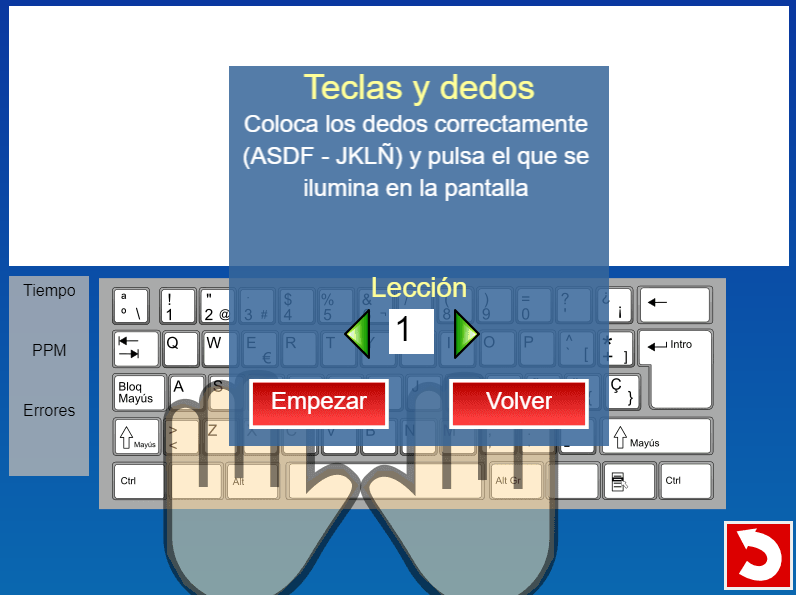 Teclas y dedos
Coloca los dedos correctamente
(ASDF - JKLÑ) y pulsa el que se
ilumina en la pantalla
Lección
1
Empezar
Volver
Tiempo
PPM
Errores
ª ! " · $ % & / ( ) = ? ¿
º \ 1 2 @ 3 # 4 5 8 9 0 ' ¡
Q W E € R T I O P ^ [ * + ] Intro
Bloq
Mayús
A S J Ç }
Mayús > < Z X C V B N M Mayús
Ctrl Alt Alt Gr Ctrl